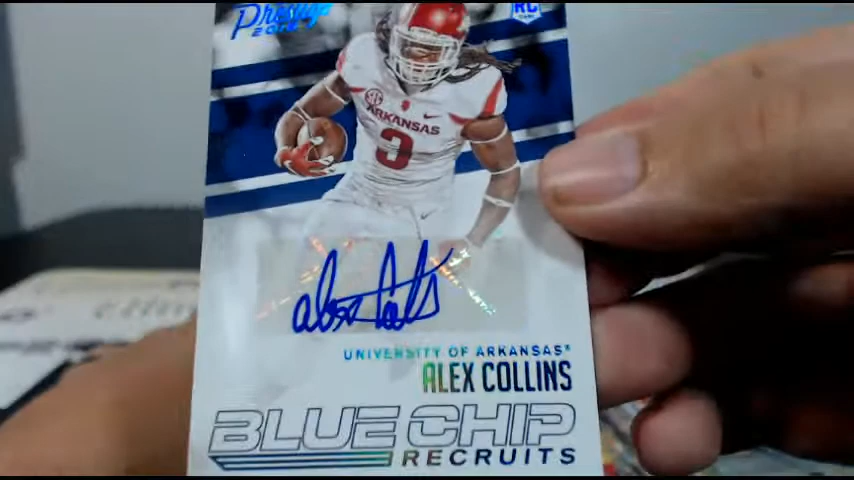 Prestige
RC
ARKANSAS
3
UNIVERSITY OF ARKANSAS*
ALEX COLLINS
BLUE CHIP
RECRUITS